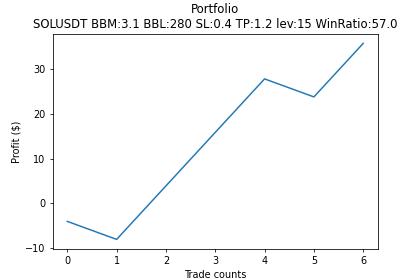 Portfolio
SOLUSDT BBM:3.1 BBL:280 SL:0.4 TP:1.2 lev:15 WinRatio:57.0
30
20
10
0
−10
Profit ($)
0 1 2 3 4 5 6
Trade counts